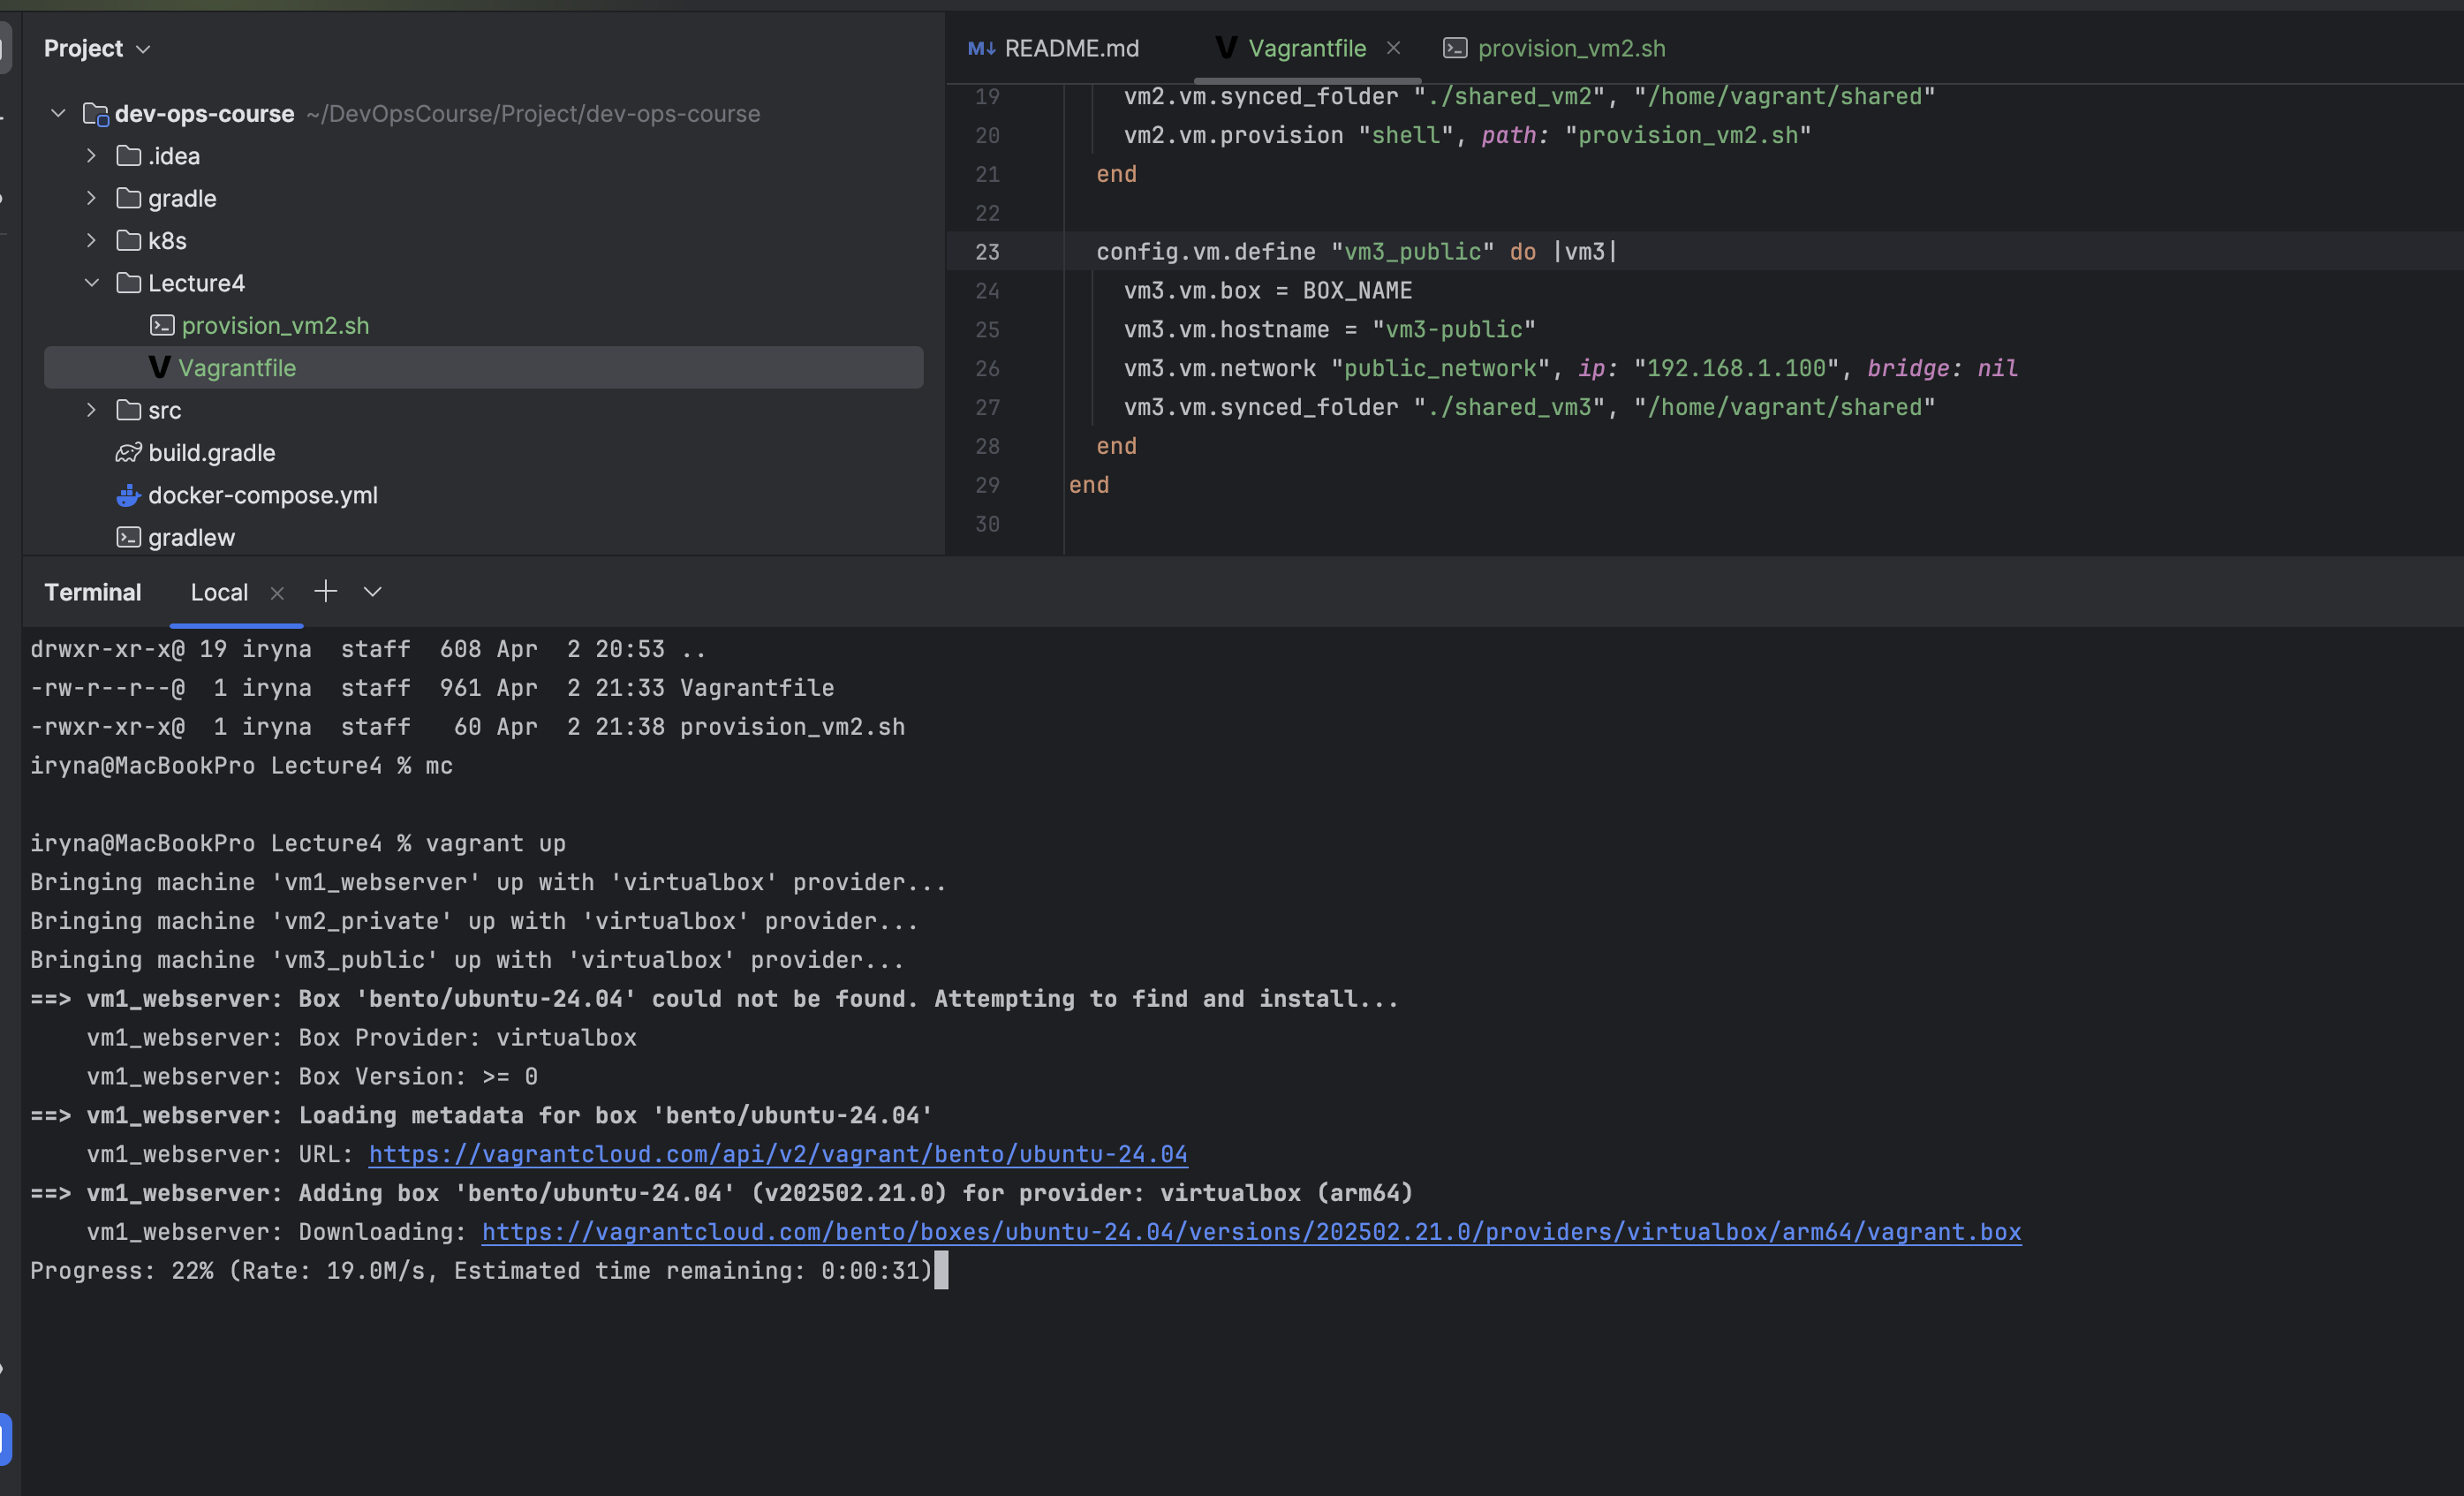 Project
dev-ops-course ~/DevOpsCourse/Project/dev-ops-course
.idea
gradle
k8s
Lecture4
provision_vm2.sh
V Vagrantfile
src
build.gradle
docker-compose.yml
gradlew
M↓ README.md V Vagrantfile provision_vm2.sh
19 vm2.vm.synced_folder "./shared_vm2", "/home/vagrant/shared"
20 vm2.vm.provision "shell", path: "provision_vm2.sh"
21 end
22
23 config.vm.define "vm3_public" do |vm3|
24 vm3.vm.box = BOX_NAME
25 vm3.vm.hostname = "vm3-public"
26 vm3.vm.network "public_network", ip: "192.168.1.100", bridge: nil
27 vm3.vm.synced_folder "./shared_vm3", "/home/vagrant/shared"
28 end
29 end
30
Terminal Local
drwxr-xr-x@ 19 iryna  staff  608 Apr  2 20:53 ..
-rw-r--r--@  1 iryna  staff  961 Apr  2 21:33 Vagrantfile
-rwxr-xr-x@  1 iryna  staff   60 Apr  2 21:38 provision_vm2.sh
iryna@MacBookPro Lecture4 % mc
iryna@MacBookPro Lecture4 % vagrant up
Bringing machine 'vm1_webserver' up with 'virtualbox' provider...
Bringing machine 'vm2_private' up with 'virtualbox' provider...
Bringing machine 'vm3_public' up with 'virtualbox' provider...
==> vm1_webserver: Box 'bento/ubuntu-24.04' could not be found. Attempting to find and install...
vm1_webserver: Box Provider: virtualbox
vm1_webserver: Box Version: >= 0
==> vm1_webserver: Loading metadata for box 'bento/ubuntu-24.04'
vm1_webserver: URL: https://vagrantcloud.com/api/v2/vagrant/bento/ubuntu-24.04
==> vm1_webserver: Adding box 'bento/ubuntu-24.04' (v202502.21.0) for provider: virtualbox (arm64)
vm1_webserver: Downloading: https://vagrantcloud.com/bento/boxes/ubuntu-24.04/versions/202502.21.0/providers/virtualbox/arm64/vagrant.box
Progress: 22% (Rate: 19.0M/s, Estimated time remaining: 0:00:31)